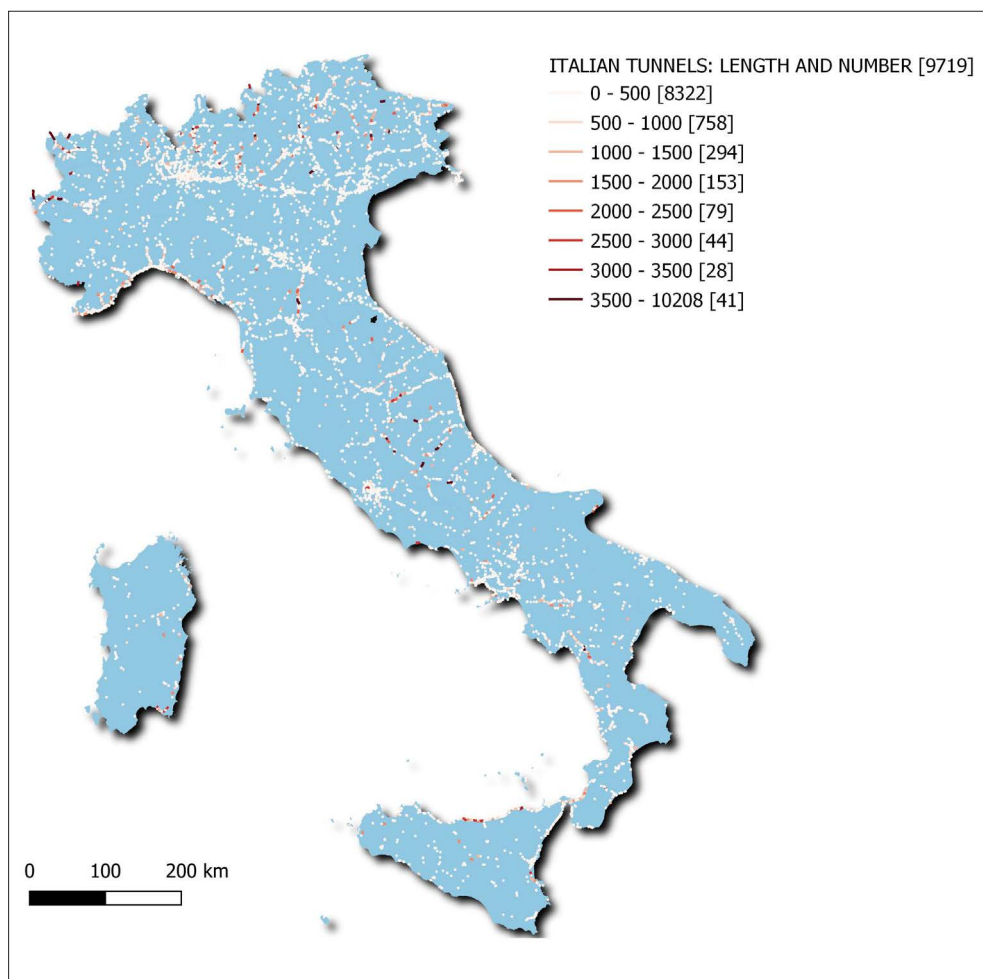 ITALIAN TUNNELS: LENGTH AND NUMBER [9719]
0 - 500 [8322]
500 - 1000 [758]
1000 - 1500 [294]
1500 - 2000 [153]
2000 - 2500 [79]
2500 - 3000 [44]
3000 - 3500 [28]
3500 - 10208 [41]
0 100 200 km